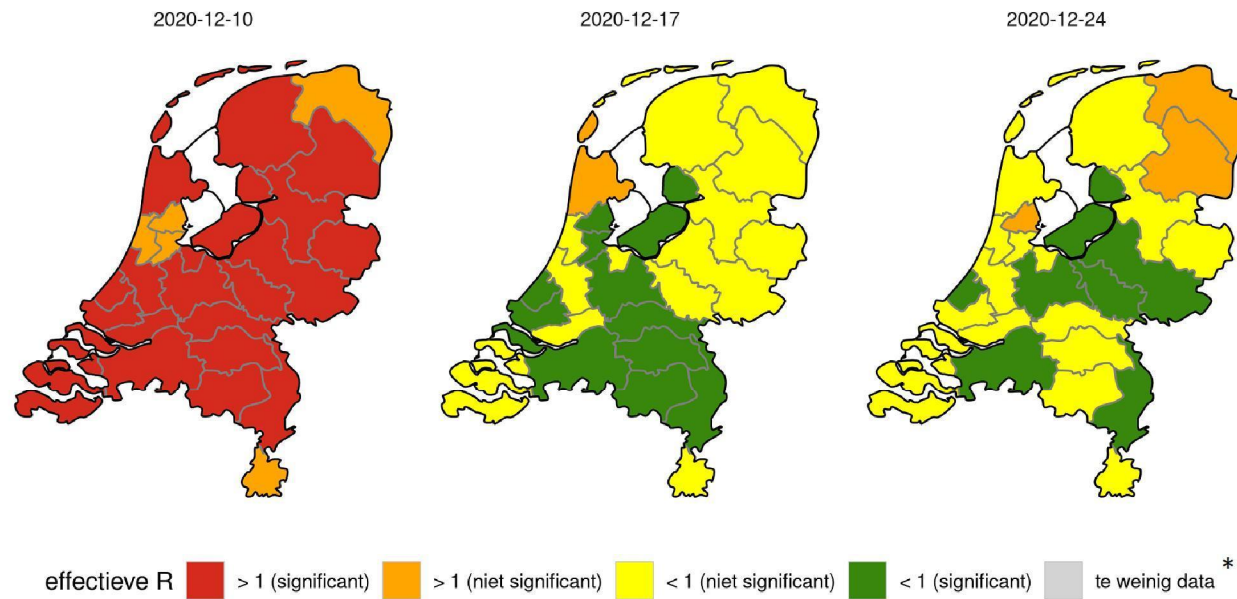 2020-12-10 2020-12-17 2020-12-24
effectieve R > 1 (significant) > 1 (niet significant) < 1 (niet significant) < 1 (significant) te weinig data *